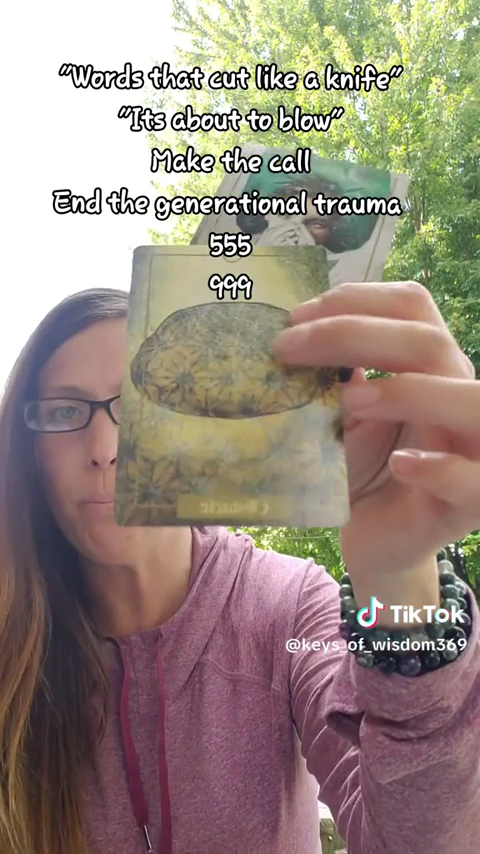 "Words that cut like a knife"
"Its about to blow"
Make the call
End the generational trauma
555
999
TikTok
@keys_of_wisdom369